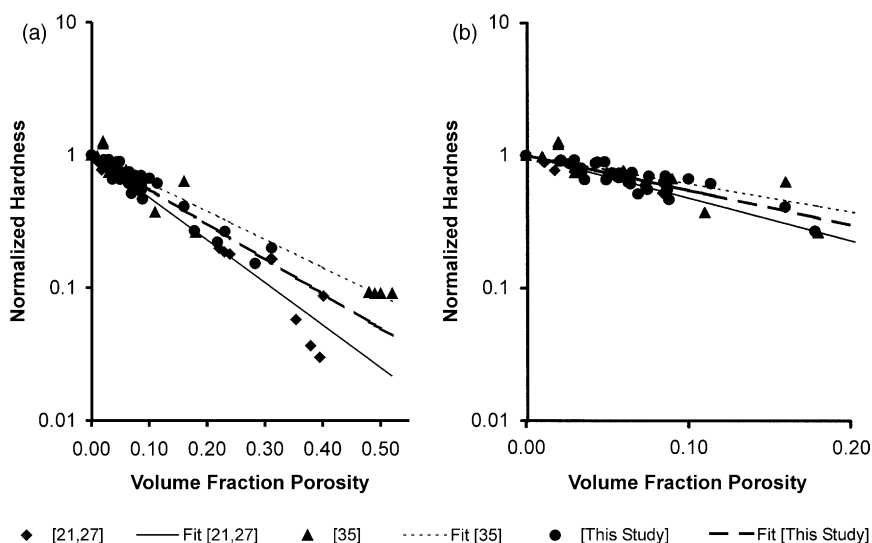 (a)
10
1
0.1
0.01
0.00 0.10 0.20 0.30 0.40 0.50
Normalized Hardness
Volume Fraction Porosity
(b)
10
1
0.1
0.01
0.00 0.10 0.20
Normalized Hardness
Volume Fraction Porosity
[21,27] Fit [21,27] [35] Fit [35] [This Study] Fit [This Study]